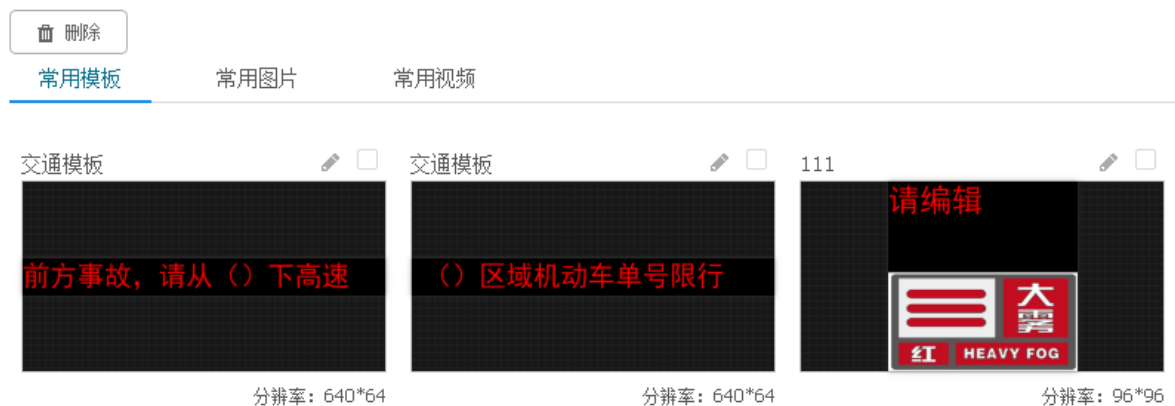 删除
常用模板 常用图片 常用视频
交通模板 交通模板 111
前方事故，请从（）下高速
（）区域机动车单号限行
请编辑
大雾
红 HEAVY FOG
分辨率：640*64 分辨率：640*64 分辨率：96*96